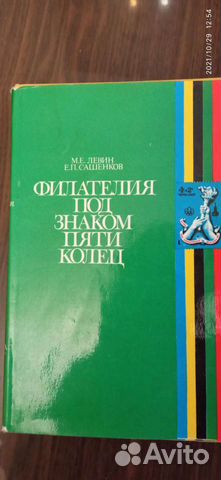 2021/10/29 12:54
М.Е. ЛЕВИН
Е.П. САШЕНКОВ
ФИЛАТЕЛИЯ
ПОД
ЗНАКОМ
ПЯТИ
КОЛЕЦ
Avito